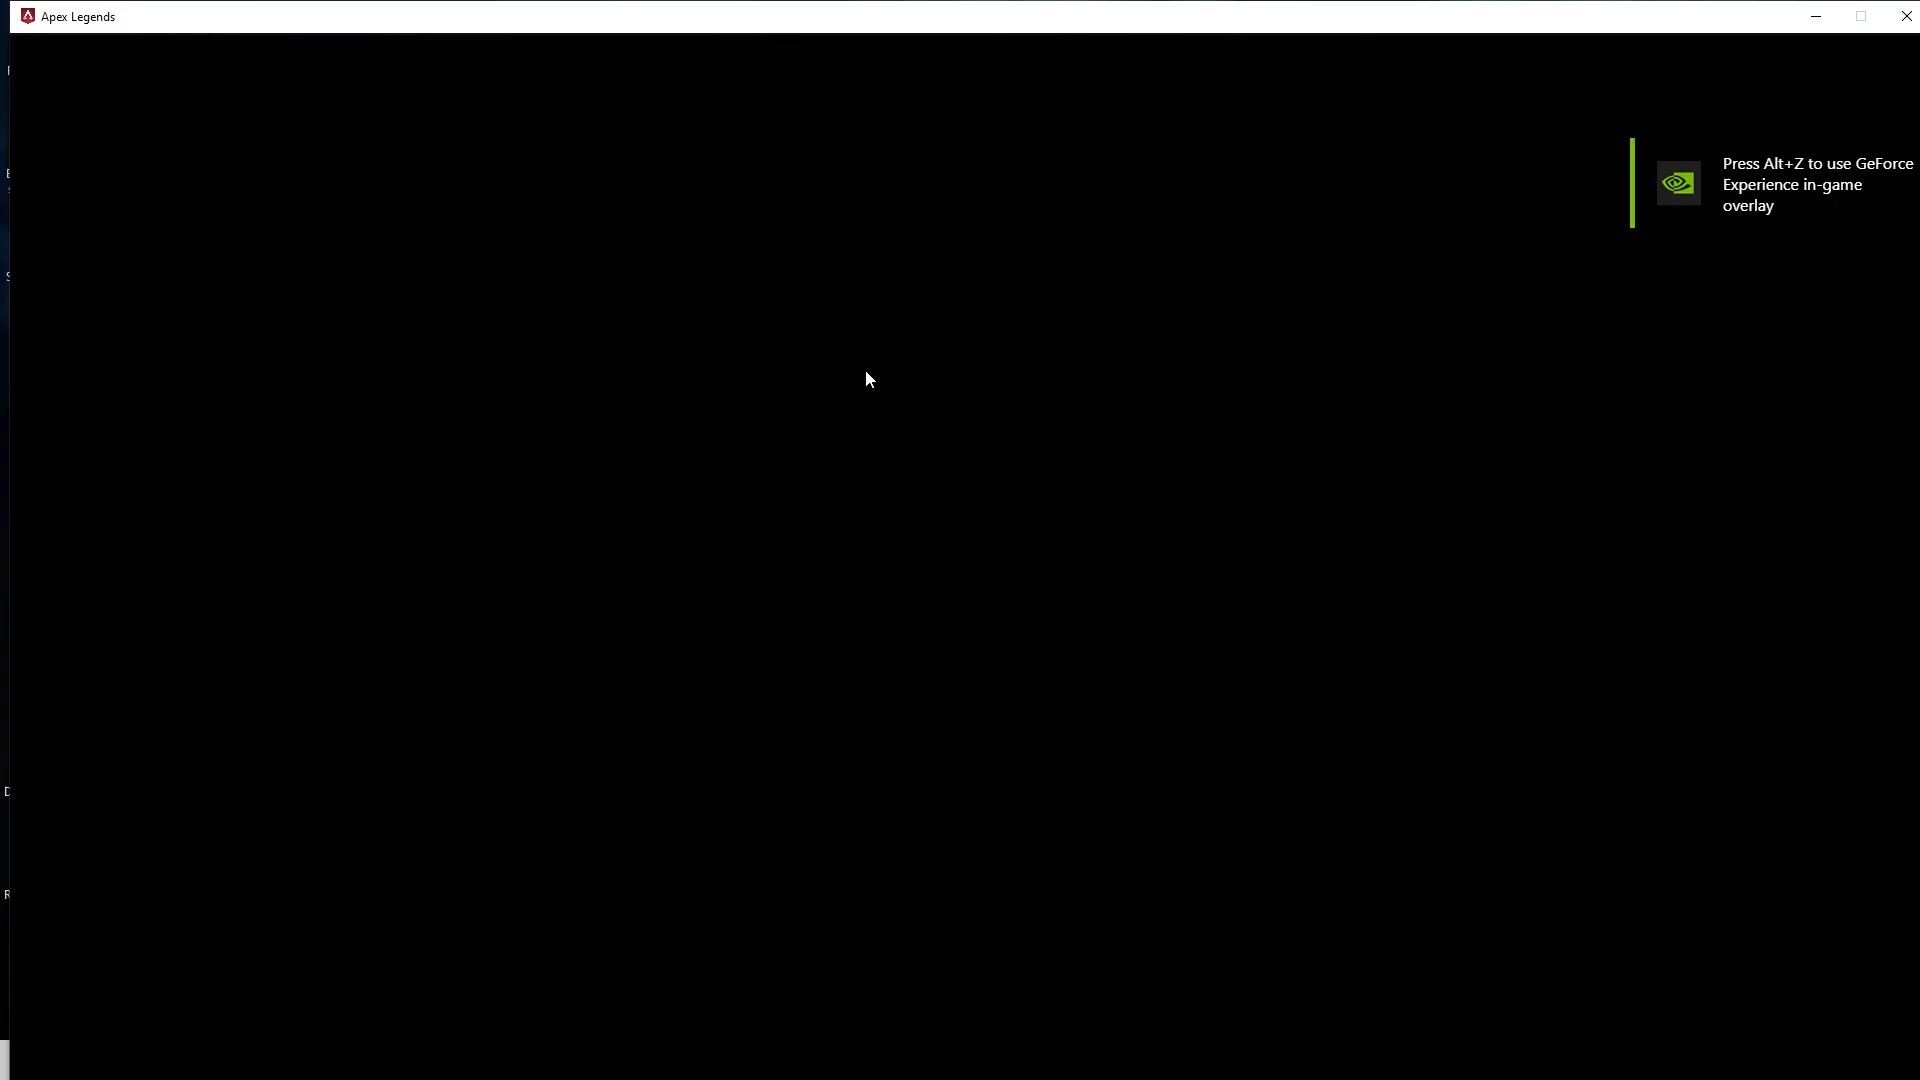 Apex Legends
Press Alt+Z to use GeForce
Experience in-game
overlay